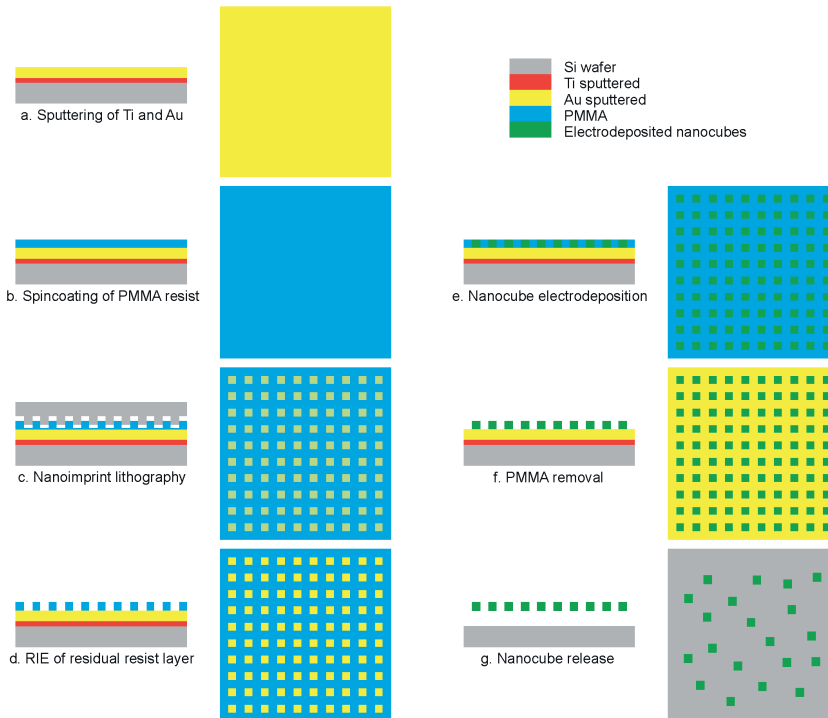 a. Sputtering of Ti and Au
Si wafer
Ti sputtered
Au sputtered
PMMA
Electrodeposited nanocubes
b. Spincoating of PMMA resist
e. Nanocube electrodeposition
c. Nanoimprint lithography
f. PMMA removal
d. RIE of residual resist layer
g. Nanocube release